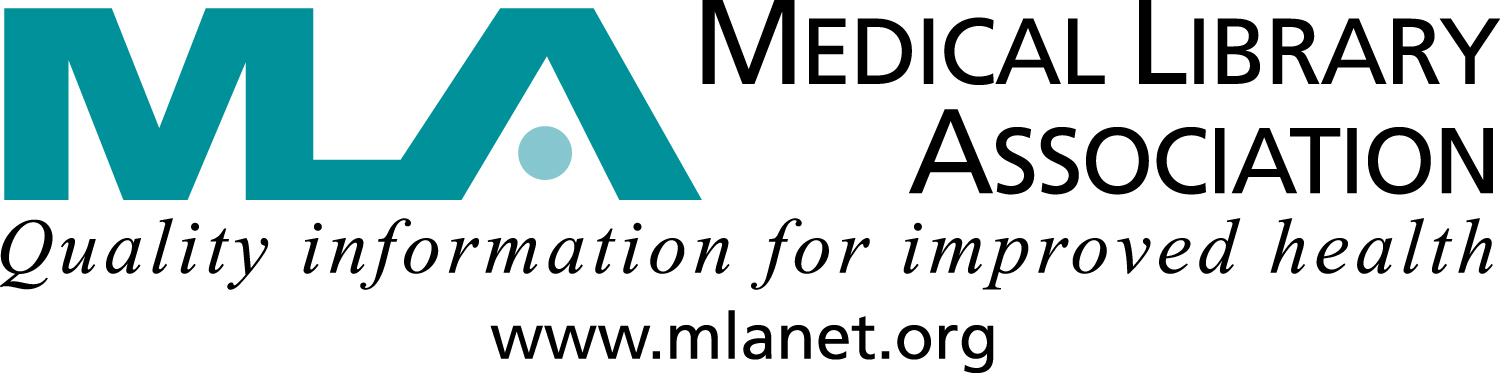 MLA
MEDICAL LIBRARY
ASSOCIATION
Quality information for improved health
www.mlanet.org